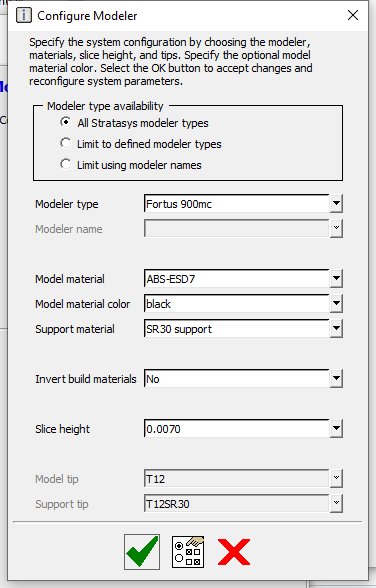 Configure Modeler
Specify the system configuration by choosing the modeler,
materials, slice height, and tips. Specify the optional model
material color. Select the OK button to accept changes and
reconfigure system parameters.
Modeler type availability
All Stratasys modeler types
Limit to defined modeler types
Limit using modeler names
Modeler type Fortus 900mc
Modeler name
Model material ABS-ESD7
Model material color black
Support material SR30 support
Invert build materials No
Slice height 0.0070
Model tip T12
Support tip T12SR30